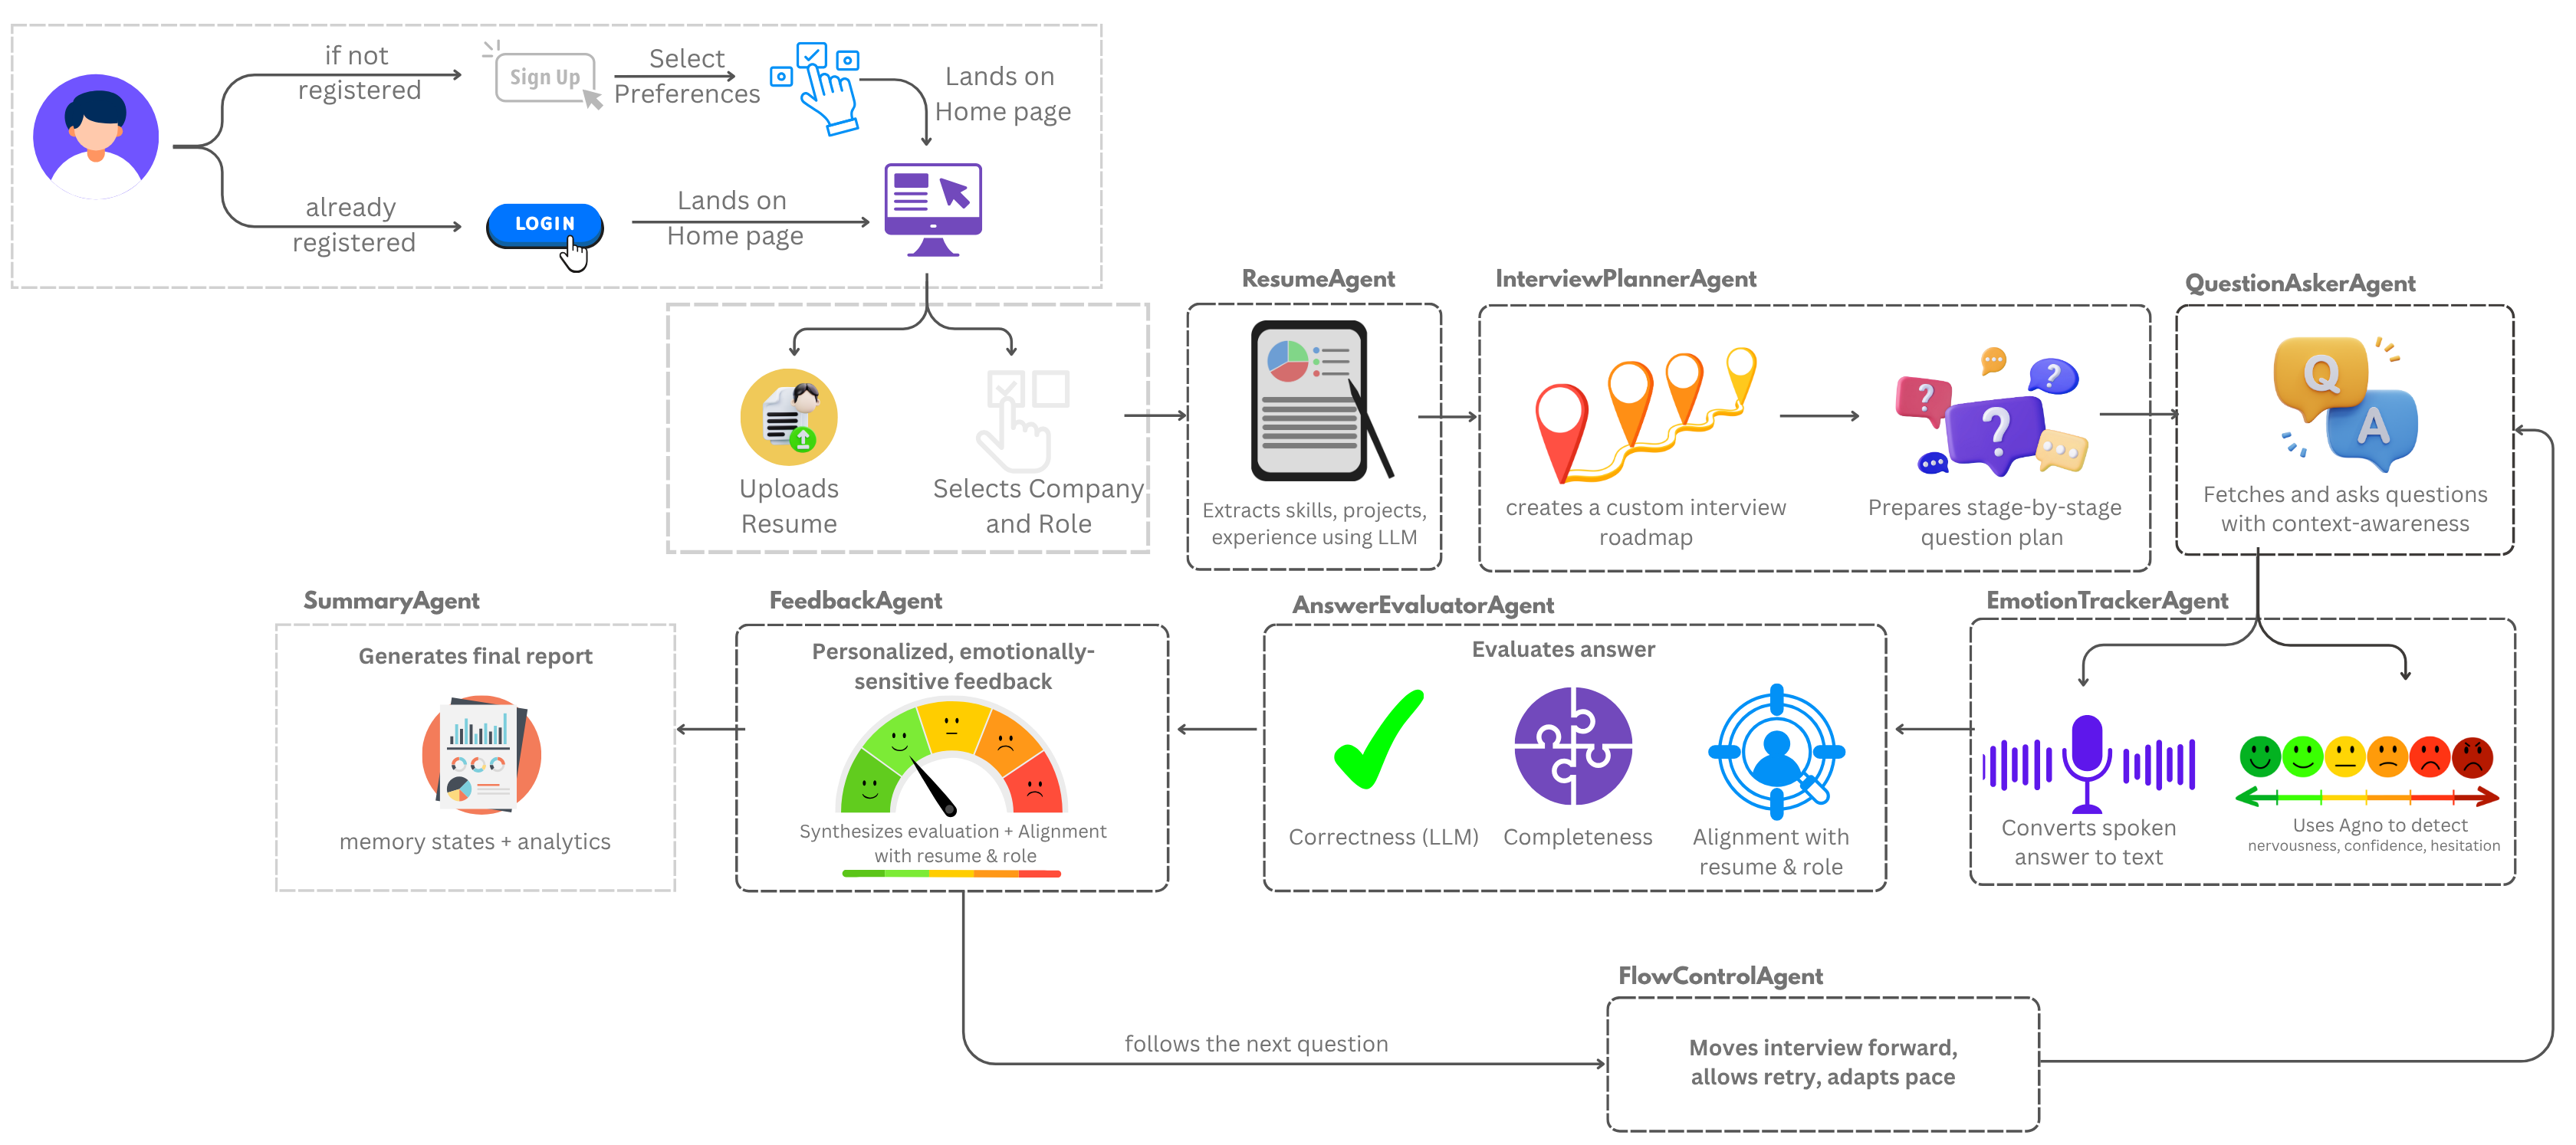 if not
registered
Sign Up
Select
Preferences
Lands on
Home page
already
registered
LOGIN
Lands on
Home page
Uploads
Resume
Selects Company
and Role
ResumeAgent
Extracts skills, projects,
experience using LLM
InterviewPlannerAgent
creates a custom interview
roadmap
?
?
?
Prepares stage-by-stage
question plan
QuestionAskerAgent
Q
A
Fetches and asks questions
with context-awareness
EmotionTrackerAgent
Converts spoken
answer to text
Uses Agno to detect
nervousness, confidence, hesitation
AnswerEvaluatorAgent
Evaluates answer
Correctness (LLM)
Completeness
Alignment with
resume & role
FeedbackAgent
Personalized, emotionally-
sensitive feedback
Synthesizes evaluation + Alignment
with resume & role
SummaryAgent
Generates final report
memory states + analytics
follows the next question
FlowControlAgent
Moves interview forward,
allows retry, adapts pace